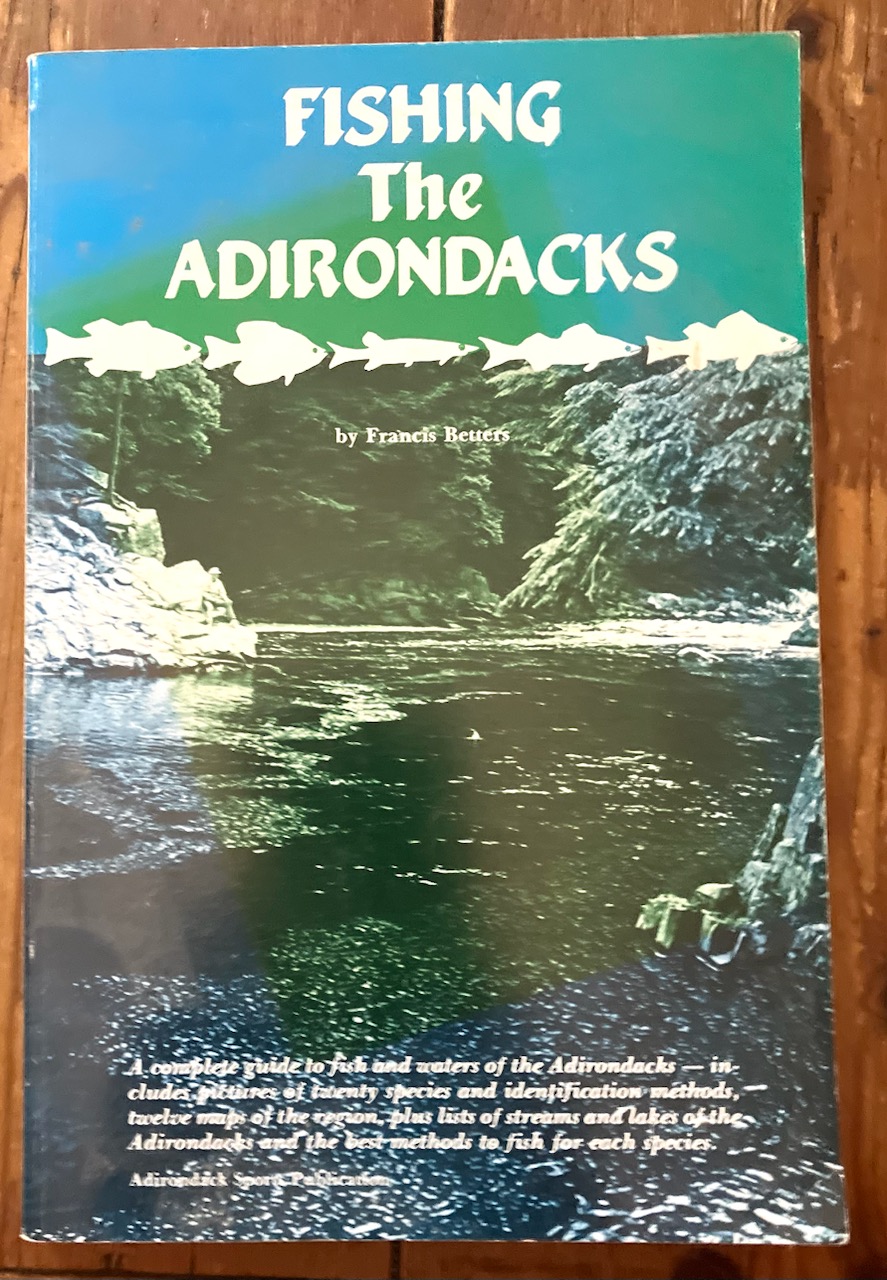 FISHING
The
ADIRONDACKS
by Francis Betters
A complete guide to fish and waters of the Adirondacks — in-
cludes pictures of twenty species and identification methods,
twelve maps of the region, plus lists of streams and lakes of the
Adirondacks and the best methods to fish for each species.
Adirondack Sports Publication